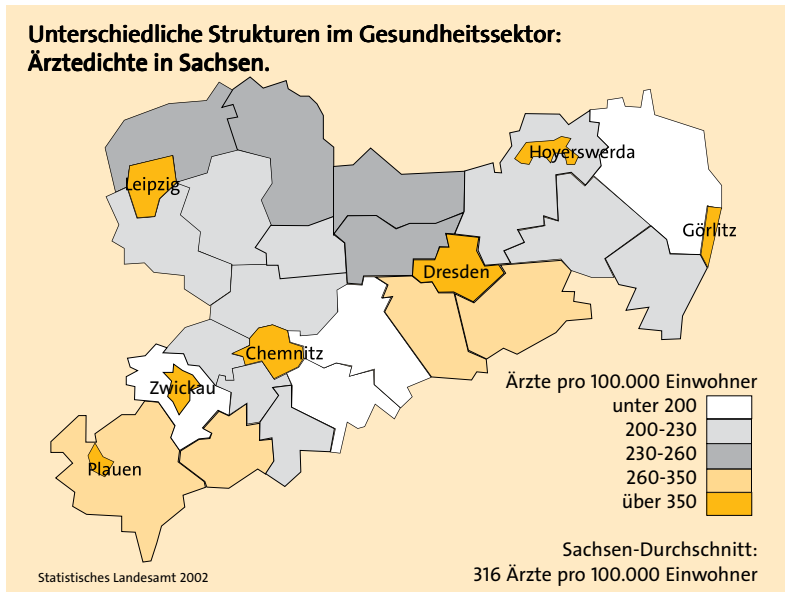 Unterschiedliche Strukturen im Gesundheitssektor:
Ärztedichte in Sachsen.
Hoyerswerda
Leipzig
Görlitz
Dresden
Chemnitz
Zwickau
Plauen
Ärzte pro 100.000 Einwohner
unter 200
200-230
230-260
260-350
über 350
Sachsen-Durchschnitt:
316 Ärzte pro 100.000 Einwohner
Statistisches Landesamt 2002